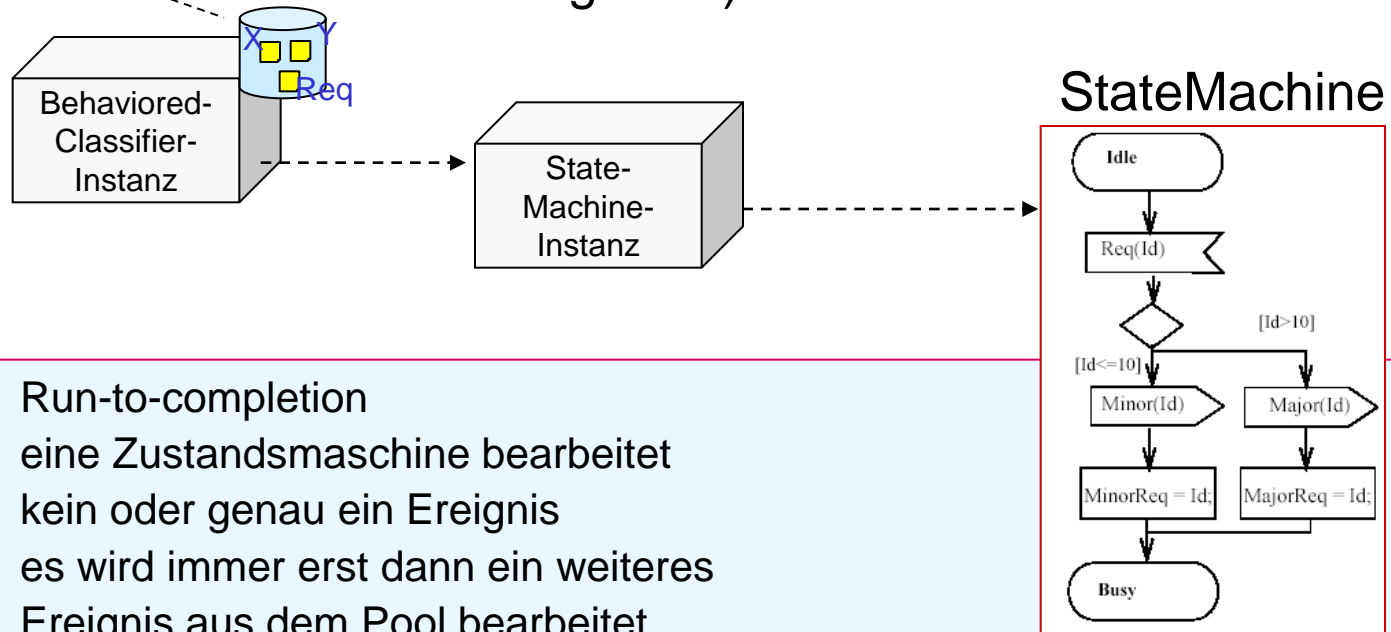 X Y
Req
Behaviored-
Classifier-
Instanz
State-
Machine-
Instanz
StateMachine
Idle
Req(Id)
[Id>10]
[Id<=10]
Minor(Id)
Major(Id)
MinorReq = Id;
MajorReq = Id;
Busy
Run-to-completion
eine Zustandsmaschine bearbeitet
kein oder genau ein Ereignis
es wird immer erst dann ein weiteres
Ereignis aus dem Pool bearbeitet